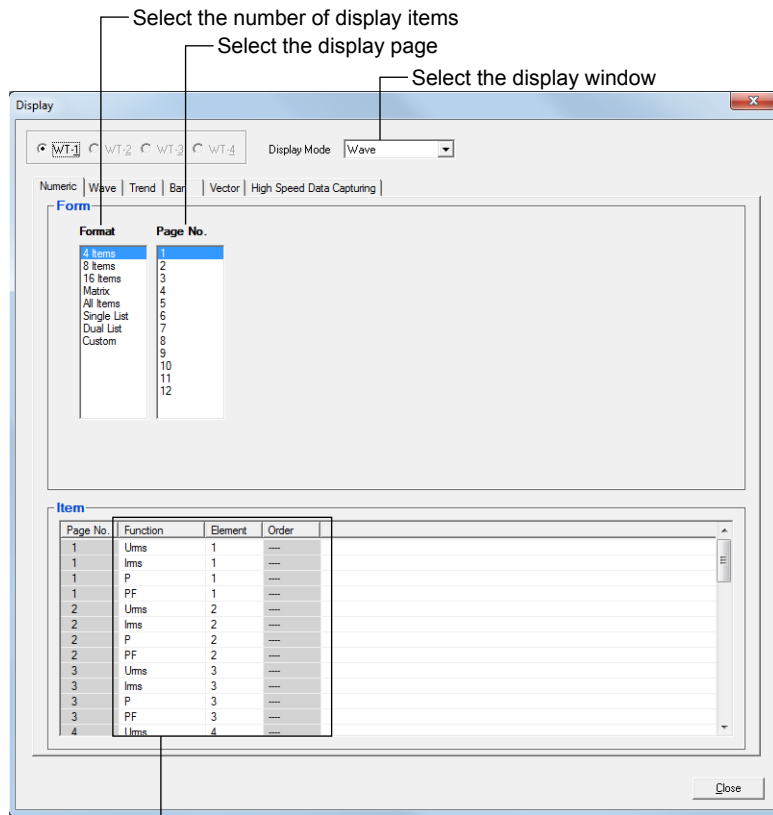 Select the number of display items
Select the display page
Select the display window
Display
WT-1 WT-2 WT-3 WT-4 Display Mode Wave
Numeric Wave Trend Bar Vector High Speed Data Capturing
Form
Format Page No.
4 Items 1
8 Items 2
16 Items 3
Matrix 4
All Items 5
Single List 6
Dual List 7
Custom 8
9
10
11
12
Item
Page No. Function Element Order
1 Urms 1 ----
1 Irms 1 ----
1 P 1 ----
1 PF 1 ----
2 Urms 2 ----
2 Irms 2 ----
2 P 2 ----
2 PF 2 ----
3 Urms 3 ----
3 Irms 3 ----
3 P 3 ----
3 PF 3 ----
4 Urms 4 ----
Close